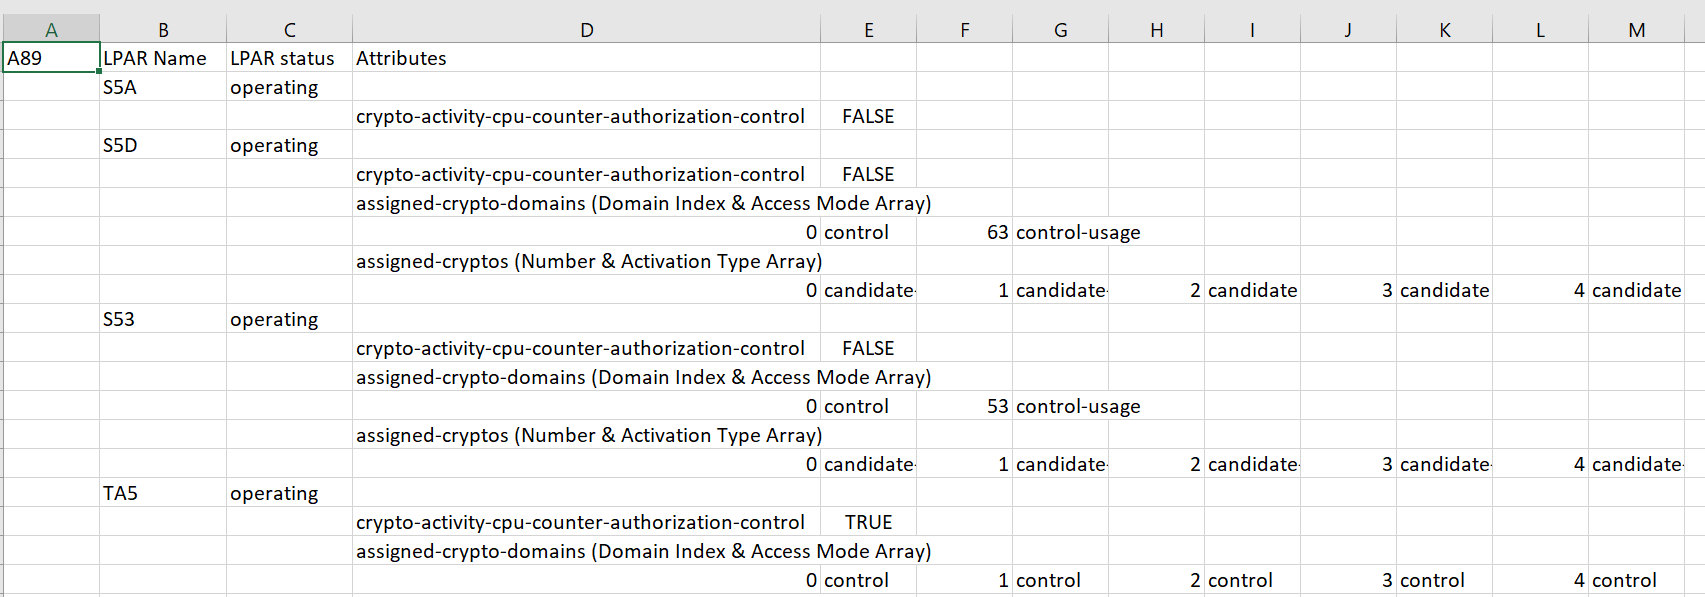 A B C D E F G H I J K L M
A89 LPAR Name LPAR status Attributes
S5A operating
crypto-activity-cpu-counter-authorization-control FALSE
S5D operating
crypto-activity-cpu-counter-authorization-control FALSE
assigned-crypto-domains (Domain Index & Access Mode Array)
0 control 63 control-usage
assigned-cryptos (Number & Activation Type Array)
0 candidate- 1 candidate- 2 candidate 3 candidate 4 candidate
S53 operating
crypto-activity-cpu-counter-authorization-control FALSE
assigned-crypto-domains (Domain Index & Access Mode Array)
0 control 53 control-usage
assigned-cryptos (Number & Activation Type Array)
0 candidate- 1 candidate- 2 candidate- 3 candidate- 4 candidate-
TA5 operating
crypto-activity-cpu-counter-authorization-control TRUE
assigned-crypto-domains (Domain Index & Access Mode Array)
0 control 1 control 2 control 3 control 4 control